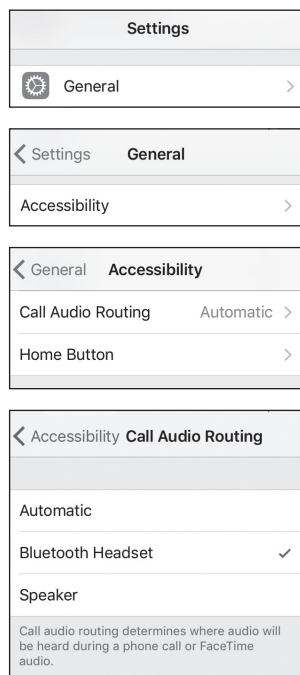 Settings
General
Settings General
Accessibility
General Accessibility
Call Audio Routing Automatic
Home Button
Accessibility Call Audio Routing
Automatic
Bluetooth Headset
Speaker
Call audio routing determines where audio will
be heard during a phone call or FaceTime
audio.